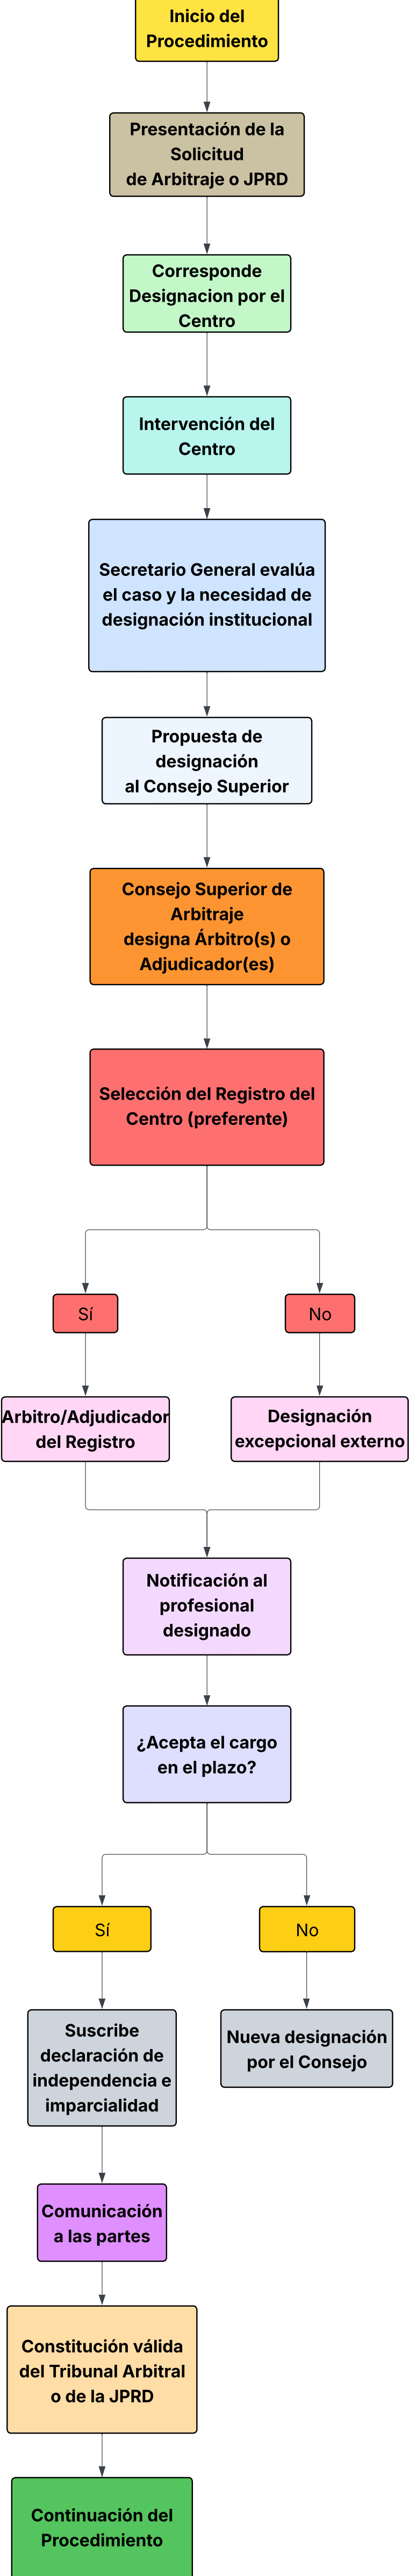 Inicio del
Procedimiento
Presentación de la
Solicitud
de Arbitraje o JPRD
Corresponde
Designacion por el
Centro
Intervención del
Centro
Secretario General evalúa
el caso y la necesidad de
designación institucional
Propuesta de
designación
al Consejo Superior
Consejo Superior de
Arbitraje
designa Árbitro(s) o
Adjudicador(es)
Selección del Registro del
Centro (preferente)
Sí
No
Arbitro/Adjudicador
del Registro
Designación
excepcional externo
Notificación al
profesional
designado
¿Acepta el cargo
en el plazo?
Sí
No
Suscribe
declaración de
independencia e
imparcialidad
Nueva designación
por el Consejo
Comunicación
a las partes
Constitución válida
del Tribunal Arbitral
o de la JPRD
Continuación del
Procedimiento